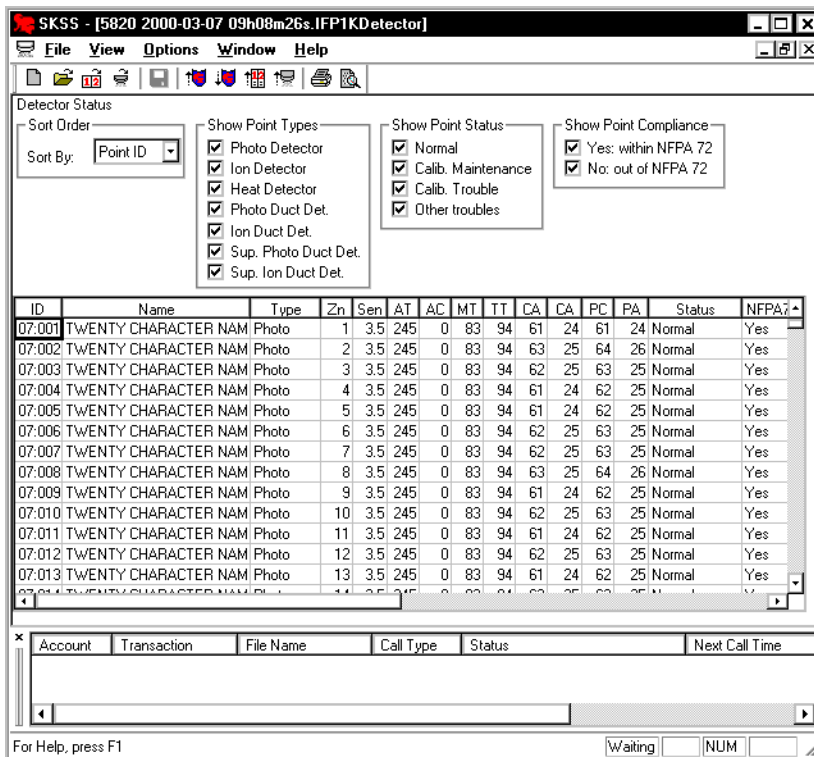 SKSS - [5820 2000-03-07 09h08m26s.IFP1KDetector]
File View Options Window Help
Detector Status
Sort Order
Sort By: Point ID
Show Point Types
Photo Detector
Ion Detector
Heat Detector
Photo Duct Det.
Ion Duct Det.
Sup. Photo Duct Det.
Sup. Ion Duct Det.
Show Point Status
Normal
Calib. Maintenance
Calib. Trouble
Other troubles
Show Point Compliance
Yes: within NFPA 72
No: out of NFPA 72
ID Name Type Zn Sen AT AC MT TT CA CA PC PA Status NFPA7
07:001 TWENTY CHARACTER NAM Photo 1 3.5 245 0 83 94 61 24 61 24 Normal Yes
07:002 TWENTY CHARACTER NAM Photo 2 3.5 245 0 83 94 63 25 64 26 Normal Yes
07:003 TWENTY CHARACTER NAM Photo 3 3.5 245 0 83 94 62 25 63 25 Normal Yes
07:004 TWENTY CHARACTER NAM Photo 4 3.5 245 0 83 94 61 24 62 25 Normal Yes
07:005 TWENTY CHARACTER NAM Photo 5 3.5 245 0 83 94 61 24 62 25 Normal Yes
07:006 TWENTY CHARACTER NAM Photo 6 3.5 245 0 83 94 62 25 63 25 Normal Yes
07:007 TWENTY CHARACTER NAM Photo 7 3.5 245 0 83 94 62 25 63 25 Normal Yes
07:008 TWENTY CHARACTER NAM Photo 8 3.5 245 0 83 94 63 25 64 26 Normal Yes
07:009 TWENTY CHARACTER NAM Photo 9 3.5 245 0 83 94 61 24 62 25 Normal Yes
07:010 TWENTY CHARACTER NAM Photo 10 3.5 245 0 83 94 62 25 63 25 Normal Yes
07:011 TWENTY CHARACTER NAM Photo 11 3.5 245 0 83 94 61 24 62 25 Normal Yes
07:012 TWENTY CHARACTER NAM Photo 12 3.5 245 0 83 94 62 25 63 25 Normal Yes
07:013 TWENTY CHARACTER NAM Photo 13 3.5 245 0 83 94 61 24 62 25 Normal Yes
Account Transaction File Name Call Type Status Next Call Time
For Help, press F1 Waiting NUM